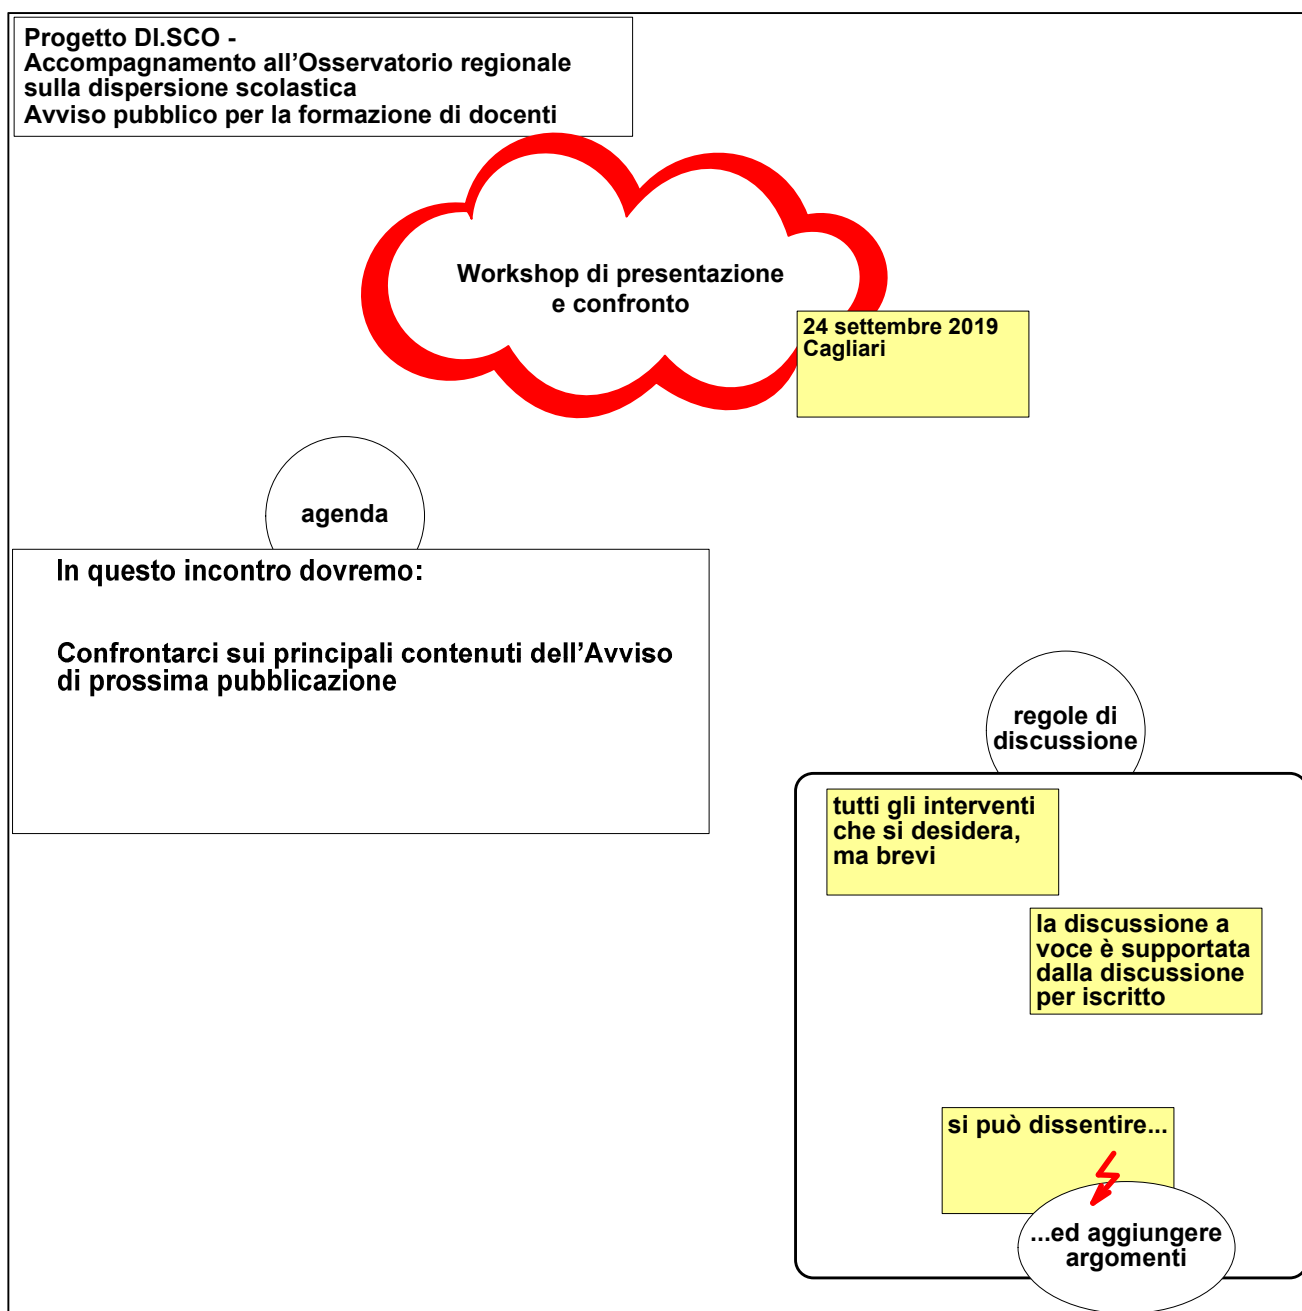 Progetto DI.SCO -
Accompagnamento all’Osservatorio regionale
sulla dispersione scolastica
Avviso pubblico per la formazione di docenti
Workshop di presentazione
e confronto
24 settembre 2019
Cagliari
agenda
In questo incontro dovremo:
Confrontarci sui principali contenuti dell’Avviso
di prossima pubblicazione
regole di
discussione
tutti gli interventi
che si desidera,
ma brevi
la discussione a
voce è supportata
dalla discussione
per iscritto
si può dissentire...
...ed aggiungere
argomenti